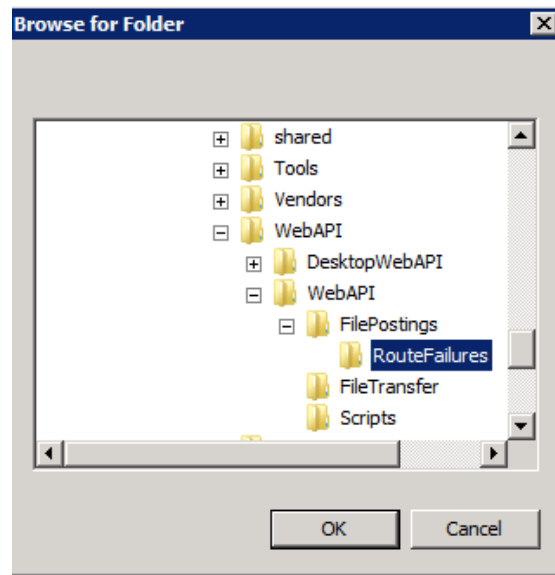 Browse for Folder
shared
Tools
Vendors
WebAPI
DesktopWebAPI
WebAPI
FilePostings
RouteFailures
FileTransfer
Scripts
OK Cancel